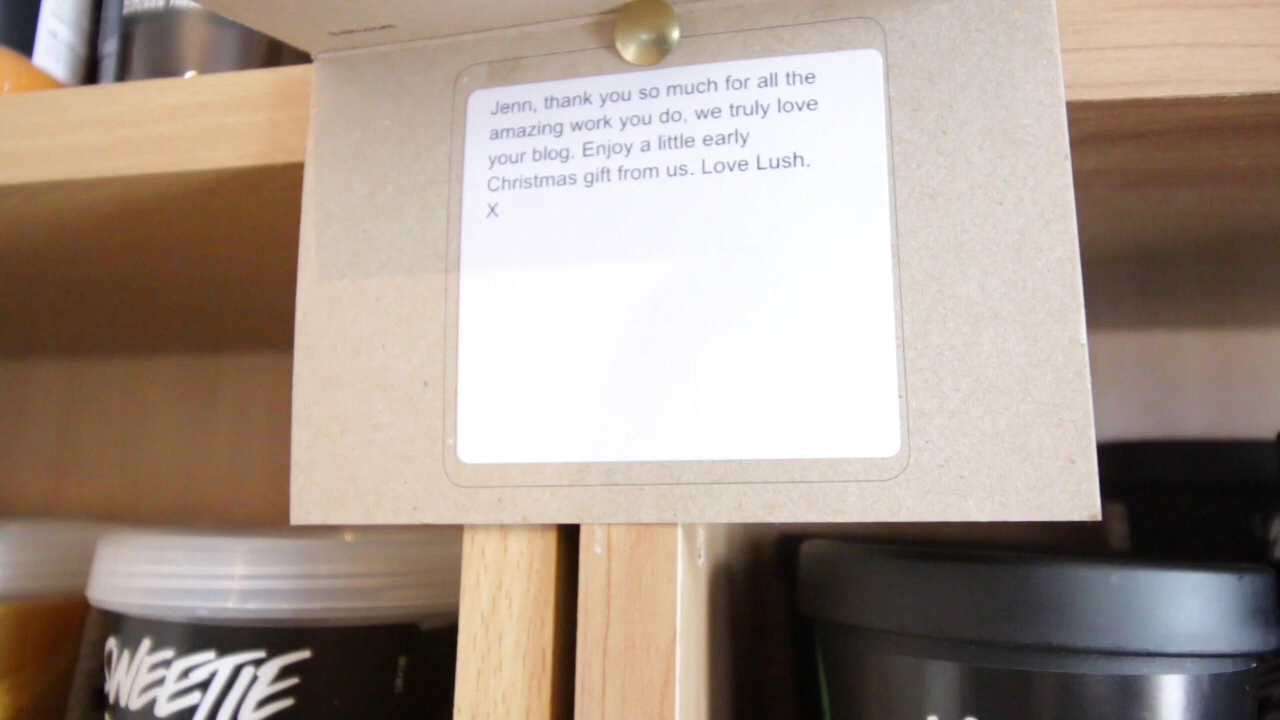 Jenn, thank you so much for all the
amazing work you do, we truly love
your blog. Enjoy a little early
Christmas gift from us. Love Lush.
X
SWEETIE